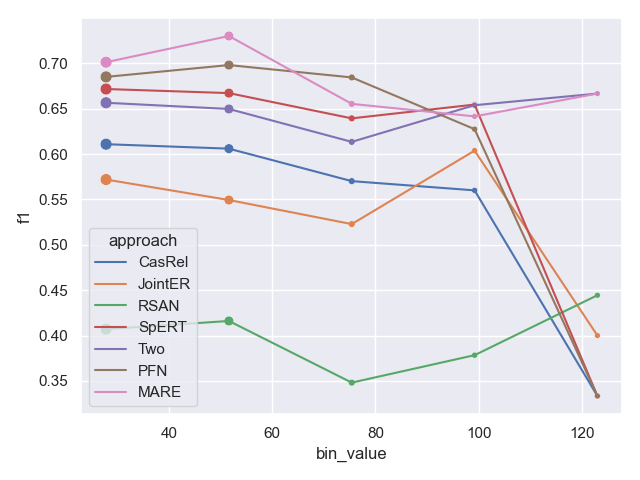 0.70
0.65
0.60
0.55
0.50
0.45
0.40
0.35
f1
approach
CasRel
JointER
RSAN
SpERT
Two
PFN
MARE
40
60
80
100
120
bin_value